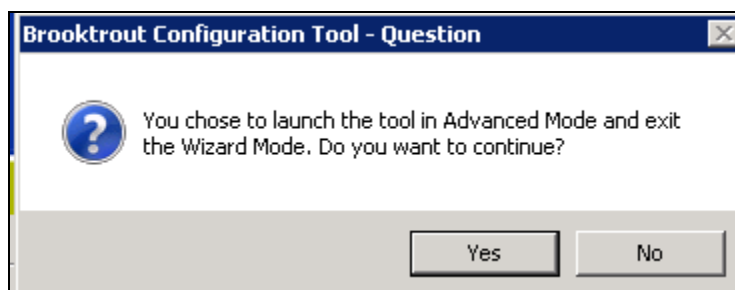 Brooktrout Configuration Tool - Question
You chose to launch the tool in Advanced Mode and exit
the Wizard Mode. Do you want to continue?
Yes
No